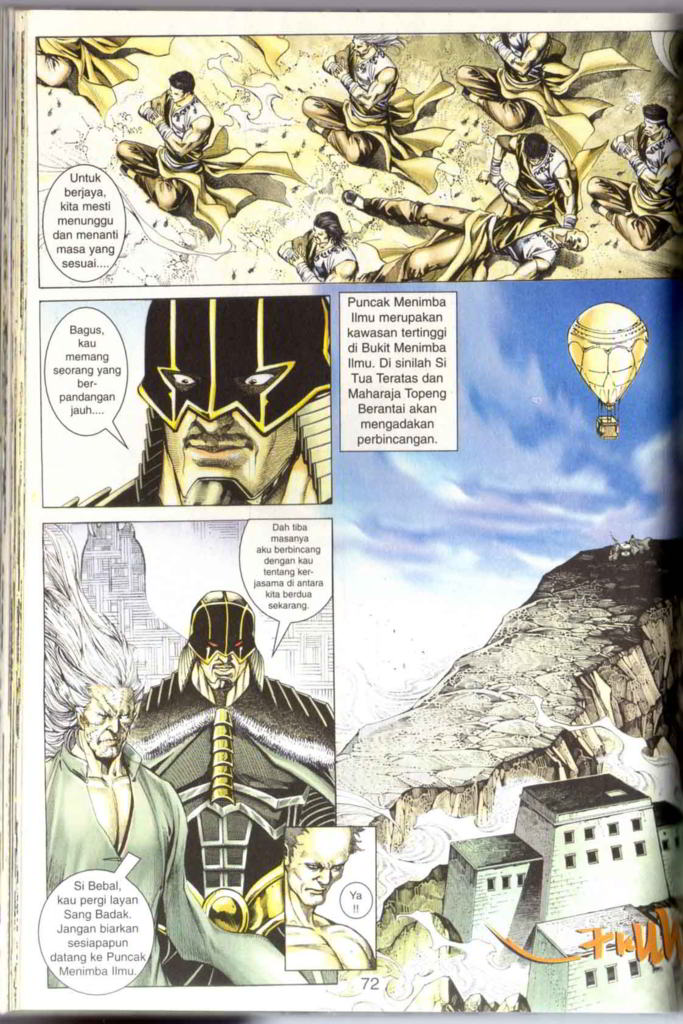 Untuk
berjaya,
kita mesti
menunggu
dan menanti
masa yang
sesuai....
Bagus,
kau
memang
seorang yang
ber-
pandangan
jauh....
Puncak Menimba
Ilmu merupakan
kawasan tertinggi
di Bukit Menimba
Ilmu. Di sinilah Si
Tua Teratas dan
Maharaja Topeng
Berantai akan
mengadakan
perbincangan.
Dah tiba
masanya
aku berbincang
dengan kau
tentang ker-
jasama di antara
kita berdua
sekarang.
Si Bebal,
kau pergi layan
Sang Badak.
Jangan biarkan
sesiapapun
datang ke Puncak
Menimba Ilmu.
Ya
!!
72